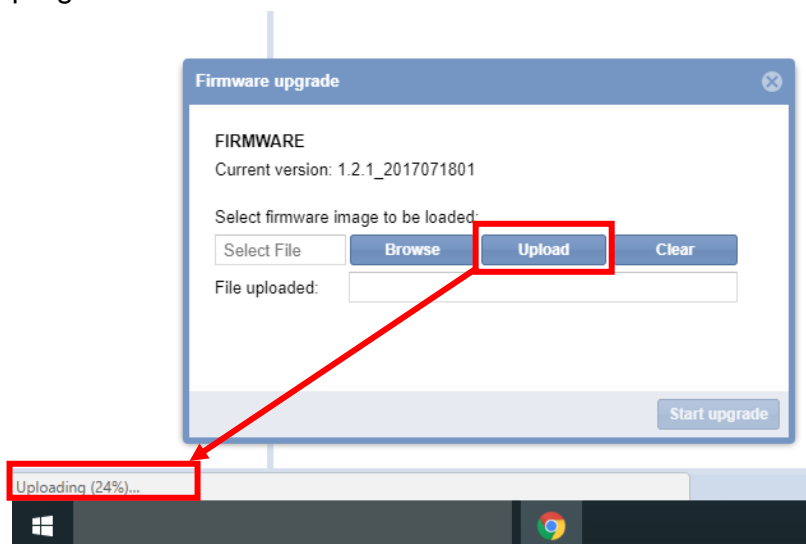 Firmware upgrade
FIRMWARE
Current version: 1.2.1_2017071801
Select firmware image to be loaded:
Select File Browse Upload Clear
File uploaded:
Start upgrade
Uploading (24%)...